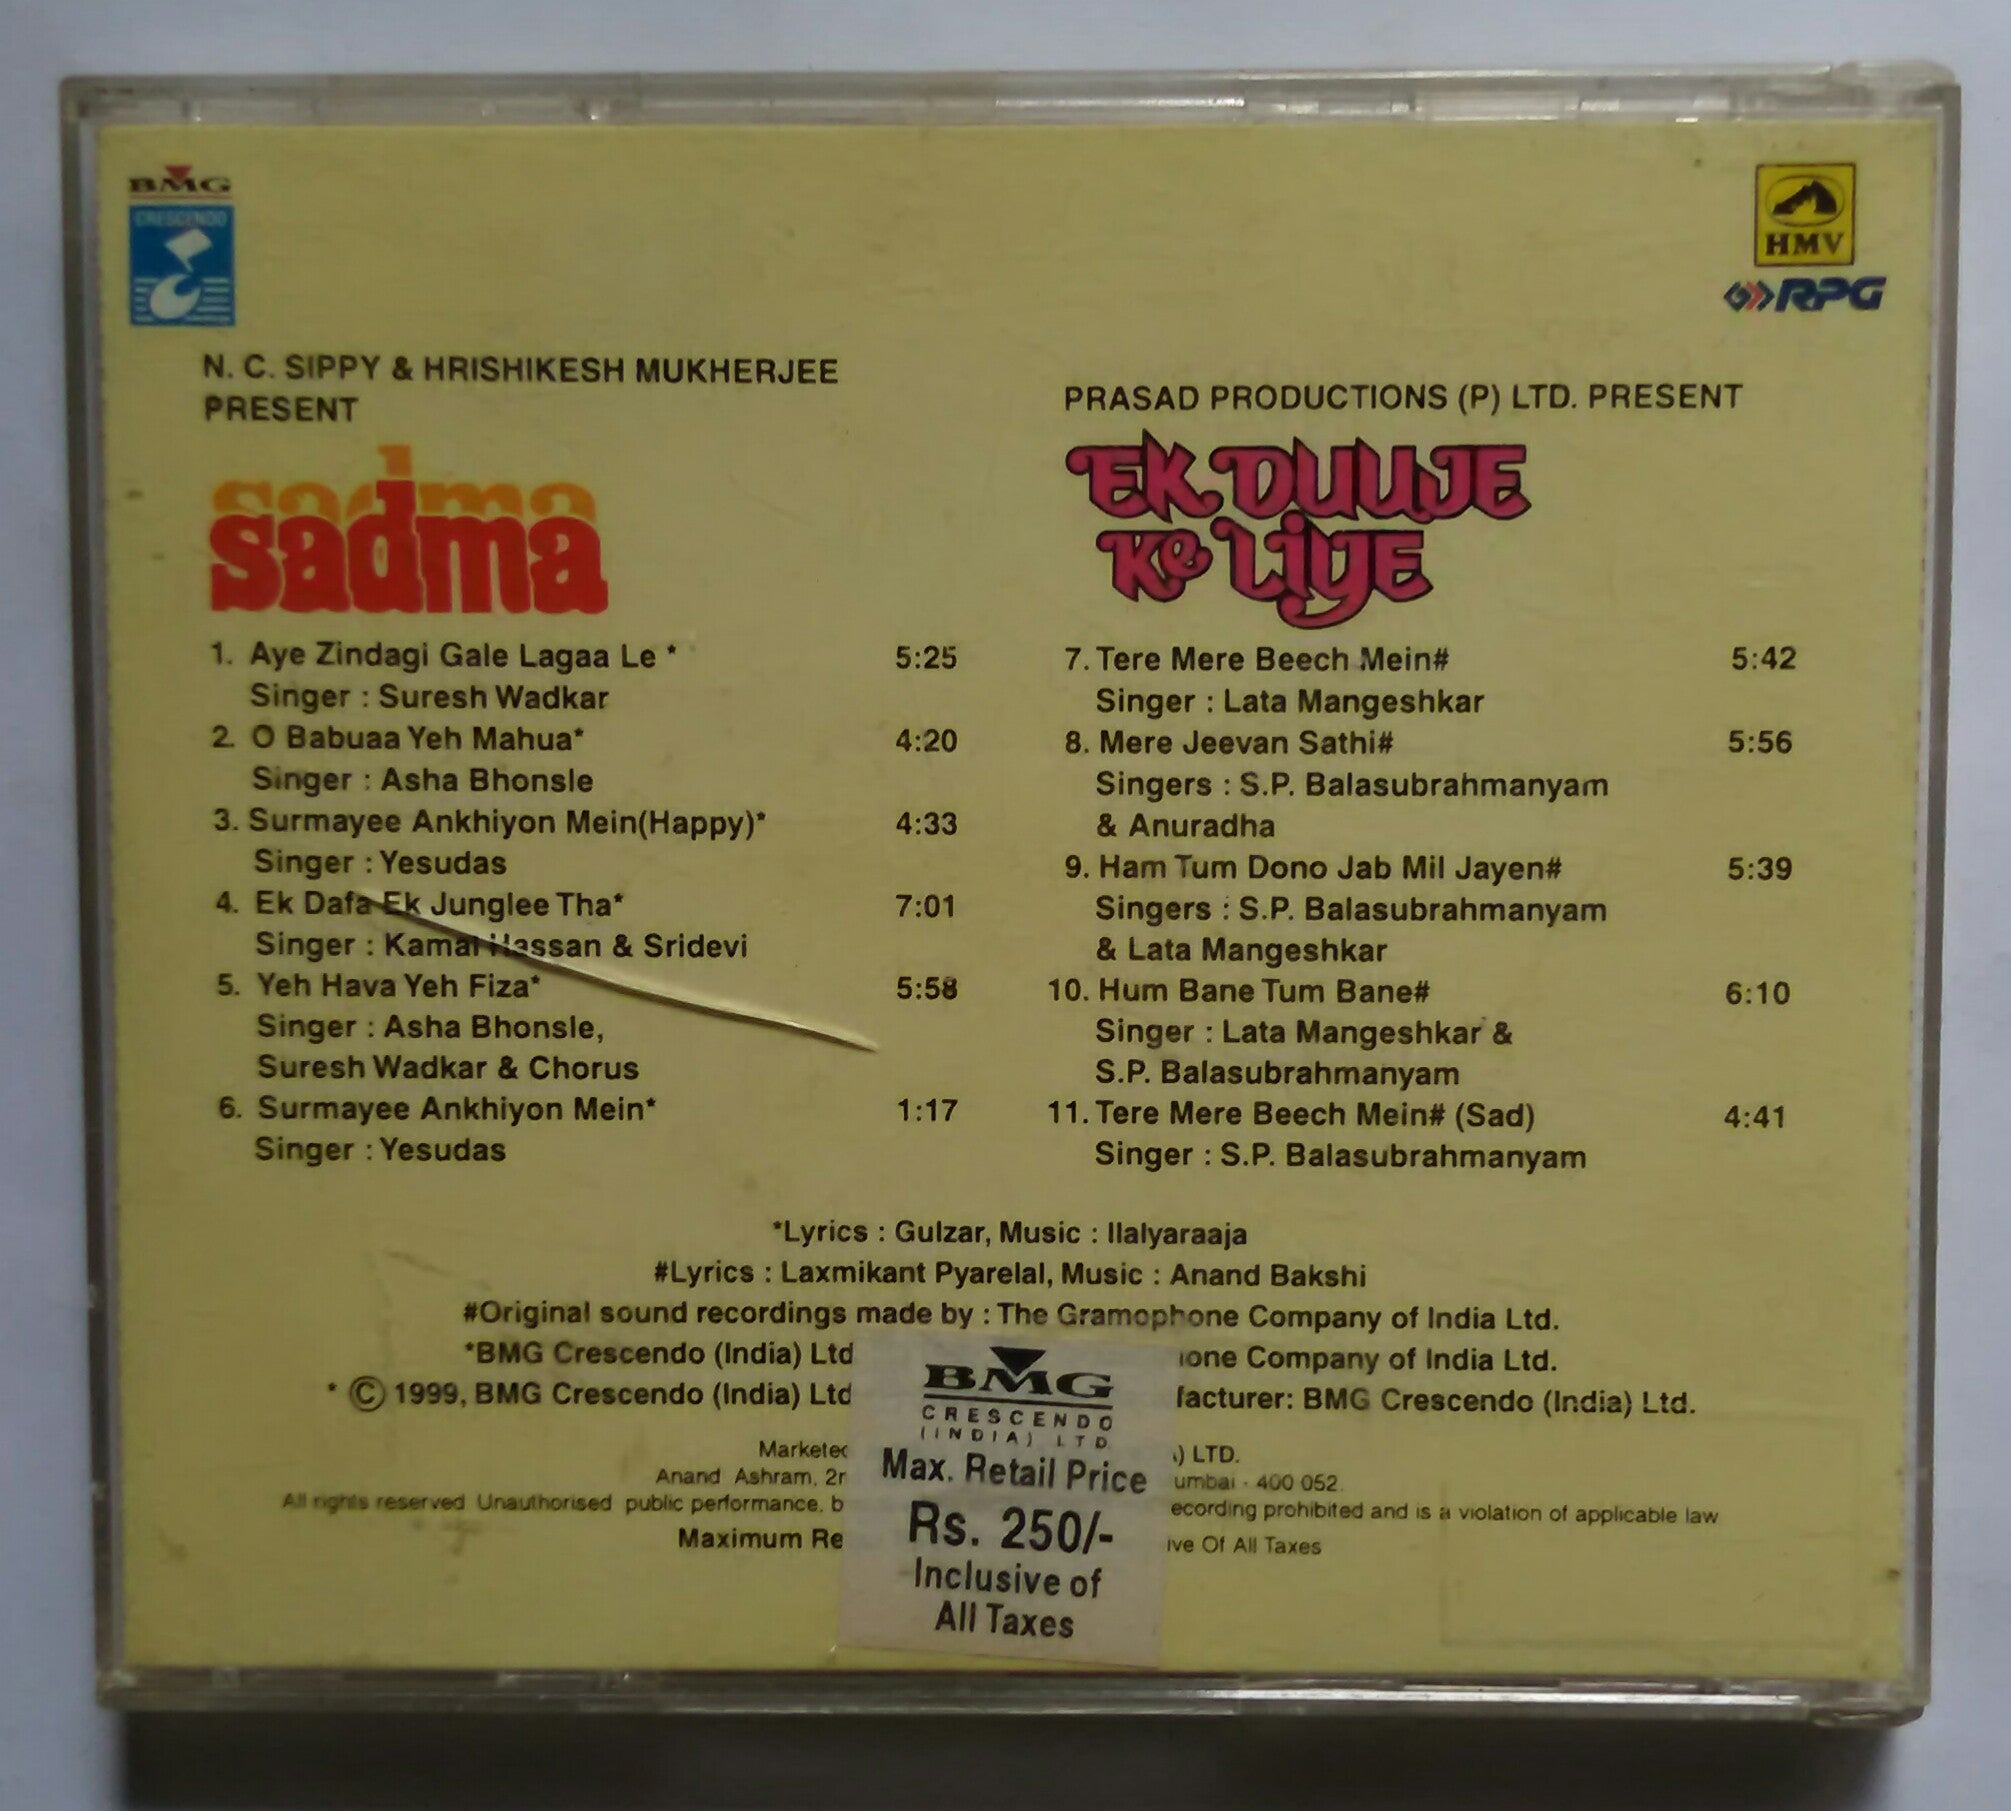 BMG
CRESCENDO
HMV
RPG
N. C. SIPPY & HRISHIKESH MUKHERJEE
PRESENT
sadma
sadma
1. Aye Zindagi Gale Lagaa Le * 5:25
Singer : Suresh Wadkar
2. O Babuaa Yeh Mahua* 4:20
Singer : Asha Bhonsle
3. Surmayee Ankhiyon Mein(Happy)* 4:33
Singer : Yesudas
4. Ek Dafa Ek Junglee Tha* 7:01
Singer : Kamal Hassan & Sridevi
5. Yeh Hava Yeh Fiza* 5:58
Singer : Asha Bhonsle,
Suresh Wadkar & Chorus
6. Surmayee Ankhiyon Mein* 1:17
Singer : Yesudas
PRASAD PRODUCTIONS (P) LTD. PRESENT
EK DUUJE
Ke LiyE
7. Tere Mere Beech Mein# 5:42
Singer : Lata Mangeshkar
8. Mere Jeevan Sathi# 5:56
Singers : S.P. Balasubrahmanyam
& Anuradha
9. Ham Tum Dono Jab Mil Jayen# 5:39
Singers : S.P. Balasubrahmanyam
& Lata Mangeshkar
10. Hum Bane Tum Bane# 6:10
Singer : Lata Mangeshkar &
S.P. Balasubrahmanyam
11. Tere Mere Beech Mein# (Sad) 4:41
Singer : S.P. Balasubrahmanyam
*Lyrics : Gulzar, Music : Ilalyaraaja
#Lyrics : Laxmikant Pyarelal, Music : Anand Bakshi
#Original sound recordings made by : The Gramophone Company of India Ltd.
*BMG Crescendo (India) Ltd one Company of India Ltd.
* © 1999, BMG Crescendo (India) Ltd facturer: BMG Crescendo (India) Ltd.
Marketed ) LTD.
Anand Ashram, 2n umbai - 400 052.
All rights reserved Unauthorised public performance, b ecording prohibited and is a violation of applicable law
Maximum Re ive Of All Taxes
BMG
CRESCENDO
(INDIA) LTD
Max. Retail Price
Rs. 250/-
Inclusive of
All Taxes